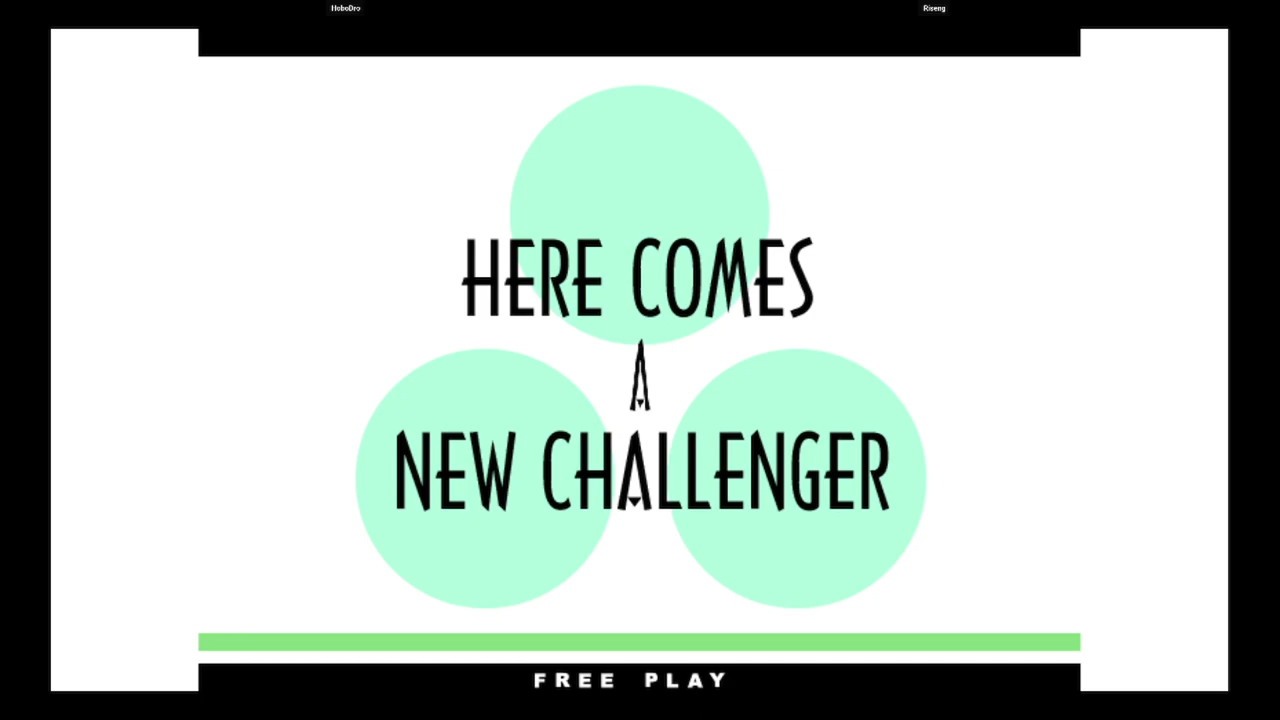 HoboDro
Riseng
HERE COMES
A
NEW CHALLENGER
FREE PLAY